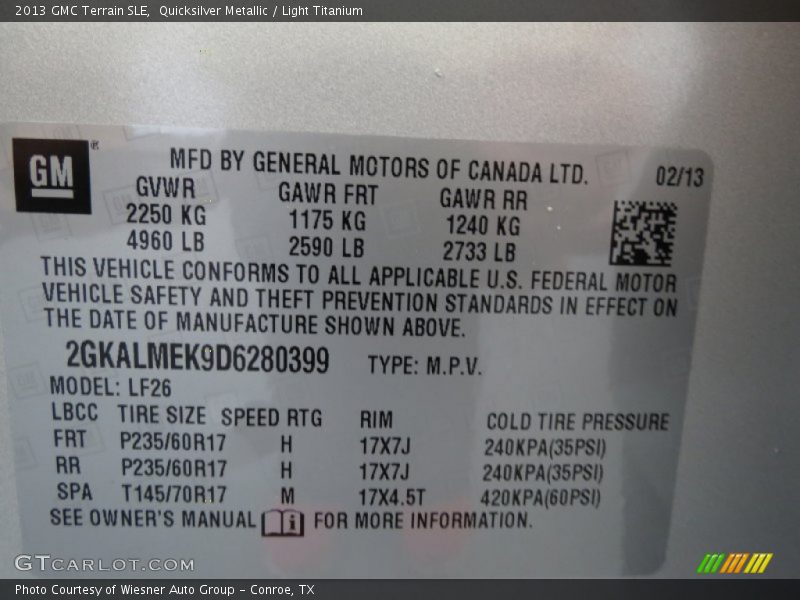 2013 GMC Terrain SLE,  Quicksilver Metallic / Light Titanium
GM ®
MFD BY GENERAL MOTORS OF CANADA LTD. 02/13
GVWR GAWR FRT GAWR RR
2250 KG 1175 KG 1240 KG
4960 LB 2590 LB 2733 LB
THIS VEHICLE CONFORMS TO ALL APPLICABLE U.S. FEDERAL MOTOR
VEHICLE SAFETY AND THEFT PREVENTION STANDARDS IN EFFECT ON
THE DATE OF MANUFACTURE SHOWN ABOVE.
2GKALMEK9D6280399 TYPE: M.P.V.
MODEL: LF26
LBCC TIRE SIZE SPEED RTG RIM COLD TIRE PRESSURE
FRT P235/60R17 H 17X7J 240KPA(35PSI)
RR P235/60R17 H 17X7J 240KPA(35PSI)
SPA T145/70R17 M 17X4.5T 420KPA(60PSI)
SEE OWNER'S MANUAL i FOR MORE INFORMATION.
GTCARLOT.COM
Photo Courtesy of Wiesner Auto Group - Conroe, TX